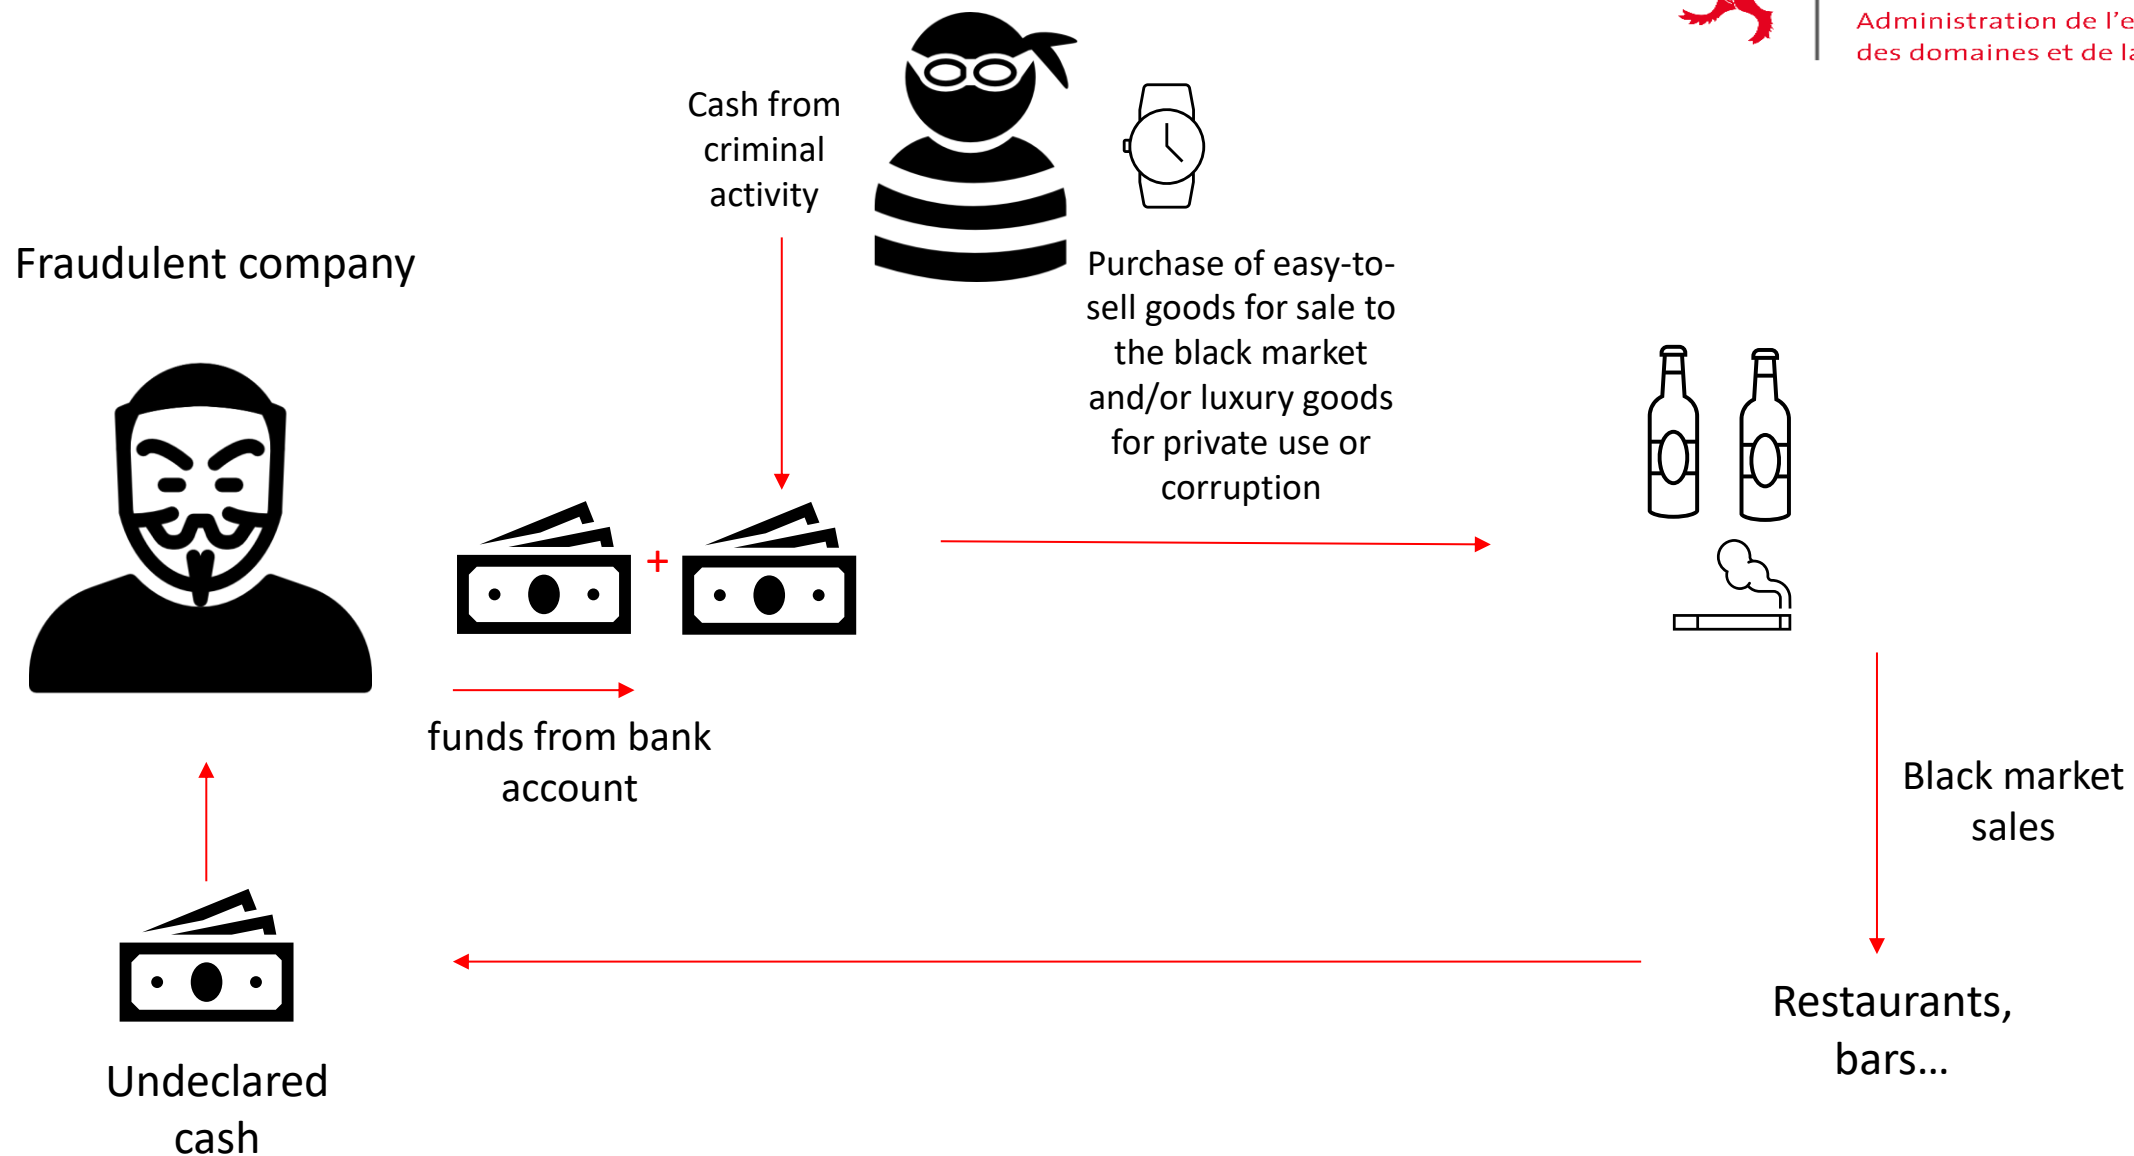 Administration de l'e
des domaines et de la
Cash from
criminal
activity
Fraudulent company
Purchase of easy-to-
sell goods for sale to
the black market
and/or luxury goods
for private use or
corruption
+
funds from bank
account
Black market
sales
Restaurants,
bars...
Undeclared
cash